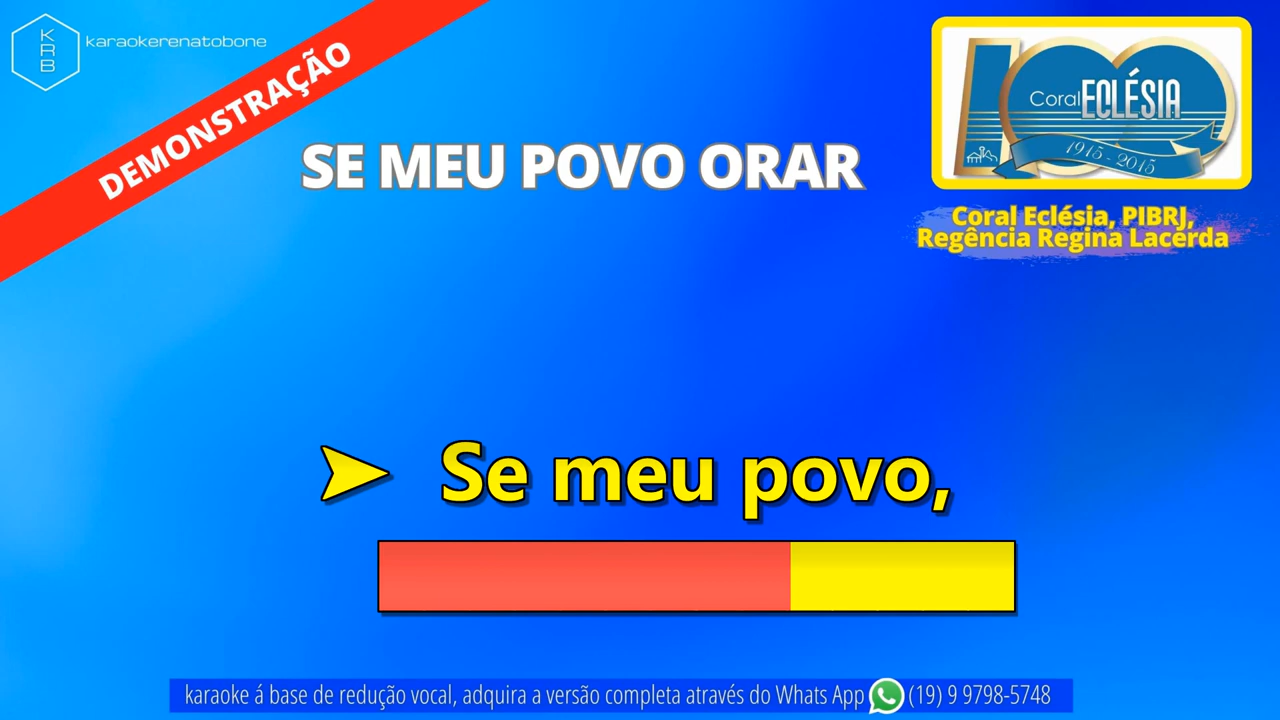 KRB
karaokerenatobone
DEMONSTRAÇÃO
SE MEU POVO ORAR
100
Coral ECLÉSIA
1915 - 2015
Coral Eclésia, PIBRJ,
Regência Regina Lacerda
➤ Se meu povo,
karaoke á base de redução vocal, adquira a versão completa através do Whats App (19) 9 9798-5748